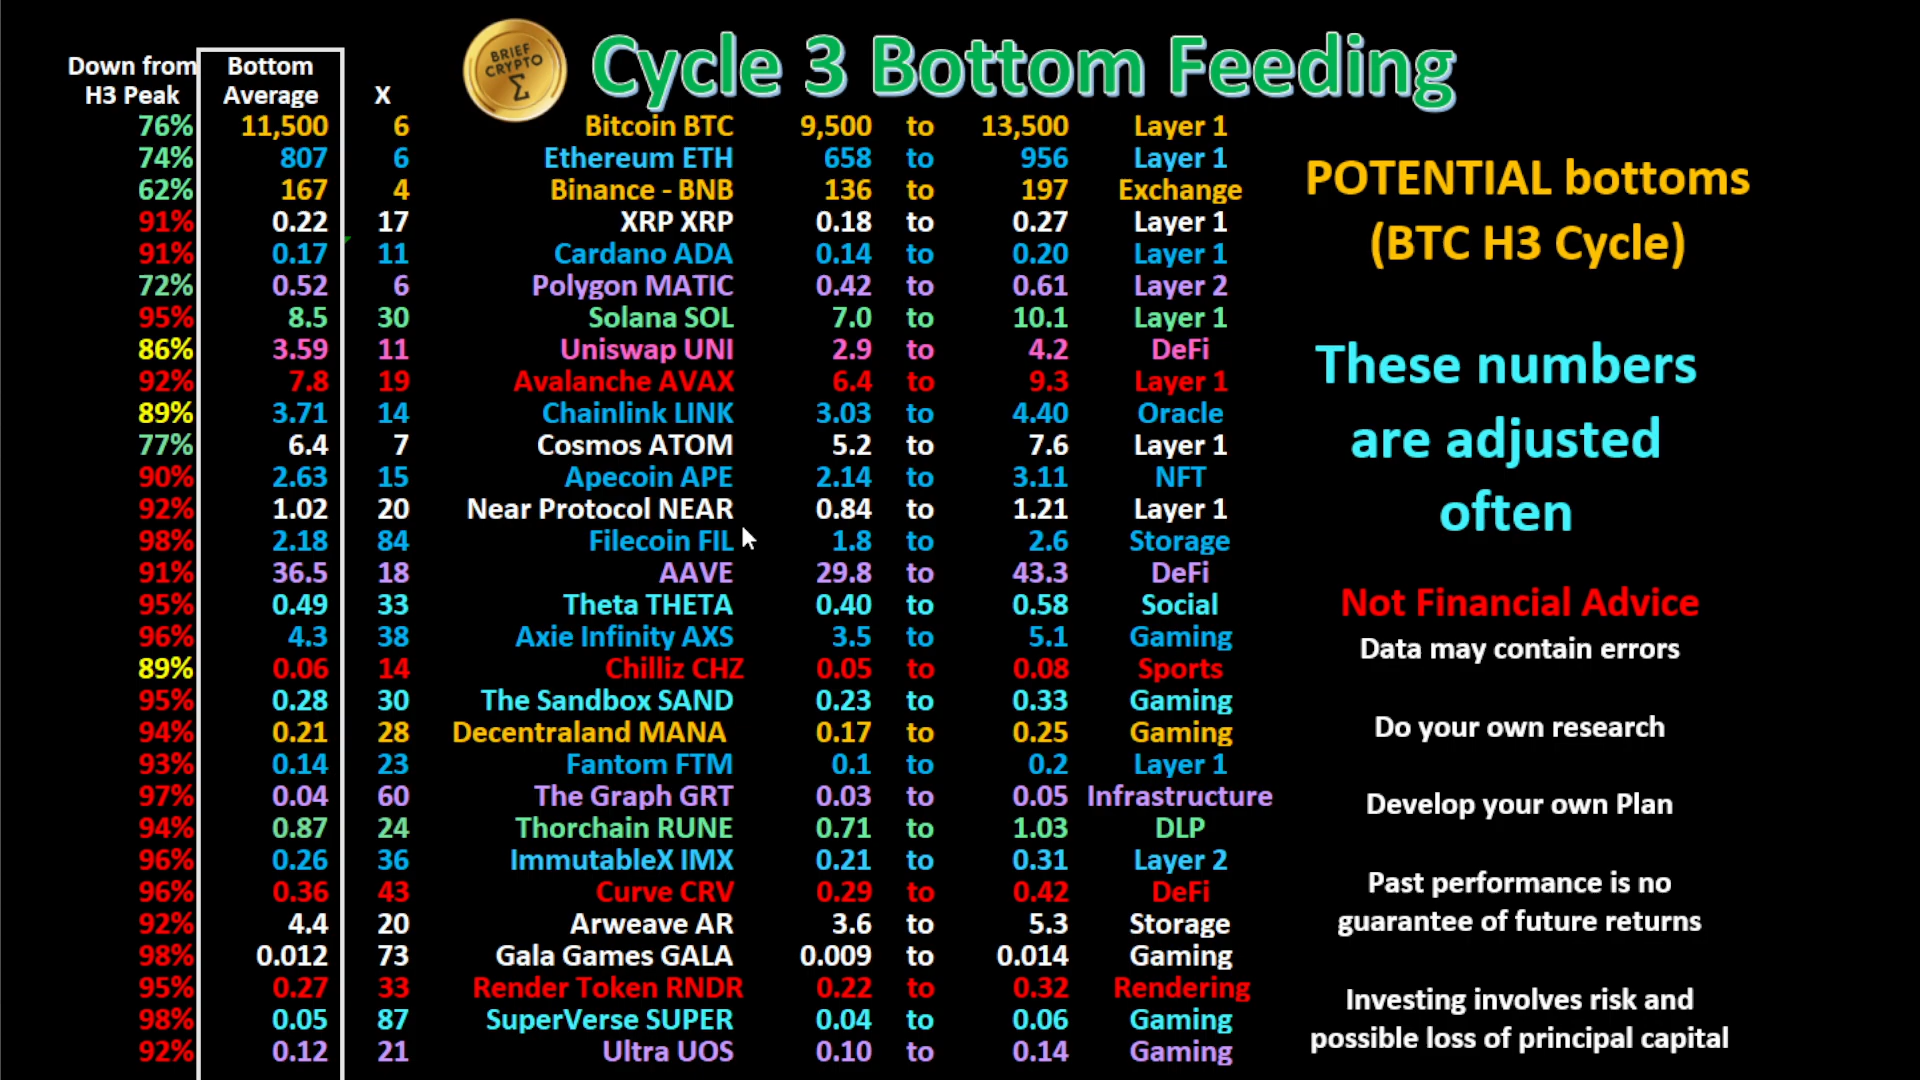 BRIEF
CRYPTO
Σ
Cycle 3 Bottom Feeding
Down from Bottom
H3 Peak Average X
76% 11,500 6 Bitcoin BTC 9,500 to 13,500 Layer 1
74% 807 6 Ethereum ETH 658 to 956 Layer 1
62% 167 4 Binance - BNB 136 to 197 Exchange
91% 0.22 17 XRP XRP 0.18 to 0.27 Layer 1
91% 0.17 11 Cardano ADA 0.14 to 0.20 Layer 1
72% 0.52 6 Polygon MATIC 0.42 to 0.61 Layer 2
95% 8.5 30 Solana SOL 7.0 to 10.1 Layer 1
86% 3.59 11 Uniswap UNI 2.9 to 4.2 DeFi
92% 7.8 19 Avalanche AVAX 6.4 to 9.3 Layer 1
89% 3.71 14 Chainlink LINK 3.03 to 4.40 Oracle
77% 6.4 7 Cosmos ATOM 5.2 to 7.6 Layer 1
90% 2.63 15 Apecoin APE 2.14 to 3.11 NFT
92% 1.02 20 Near Protocol NEAR 0.84 to 1.21 Layer 1
98% 2.18 84 Filecoin FIL 1.8 to 2.6 Storage
91% 36.5 18 AAVE 29.8 to 43.3 DeFi
95% 0.49 33 Theta THETA 0.40 to 0.58 Social
96% 4.3 38 Axie Infinity AXS 3.5 to 5.1 Gaming
89% 0.06 14 Chilliz CHZ 0.05 to 0.08 Sports
95% 0.28 30 The Sandbox SAND 0.23 to 0.33 Gaming
94% 0.21 28 Decentraland MANA 0.17 to 0.25 Gaming
93% 0.14 23 Fantom FTM 0.1 to 0.2 Layer 1
97% 0.04 60 The Graph GRT 0.03 to 0.05 Infrastructure
94% 0.87 24 Thorchain RUNE 0.71 to 1.03 DLP
96% 0.26 36 ImmutableX IMX 0.21 to 0.31 Layer 2
96% 0.36 43 Curve CRV 0.29 to 0.42 DeFi
92% 4.4 20 Arweave AR 3.6 to 5.3 Storage
98% 0.012 73 Gala Games GALA 0.009 to 0.014 Gaming
95% 0.27 33 Render Token RNDR 0.22 to 0.32 Rendering
98% 0.05 87 SuperVerse SUPER 0.04 to 0.06 Gaming
92% 0.12 21 Ultra UOS 0.10 to 0.14 Gaming
POTENTIAL bottoms
(BTC H3 Cycle)
These numbers
are adjusted
often
Not Financial Advice
Data may contain errors
Do your own research
Develop your own Plan
Past performance is no
guarantee of future returns
Investing involves risk and
possible loss of principal capital